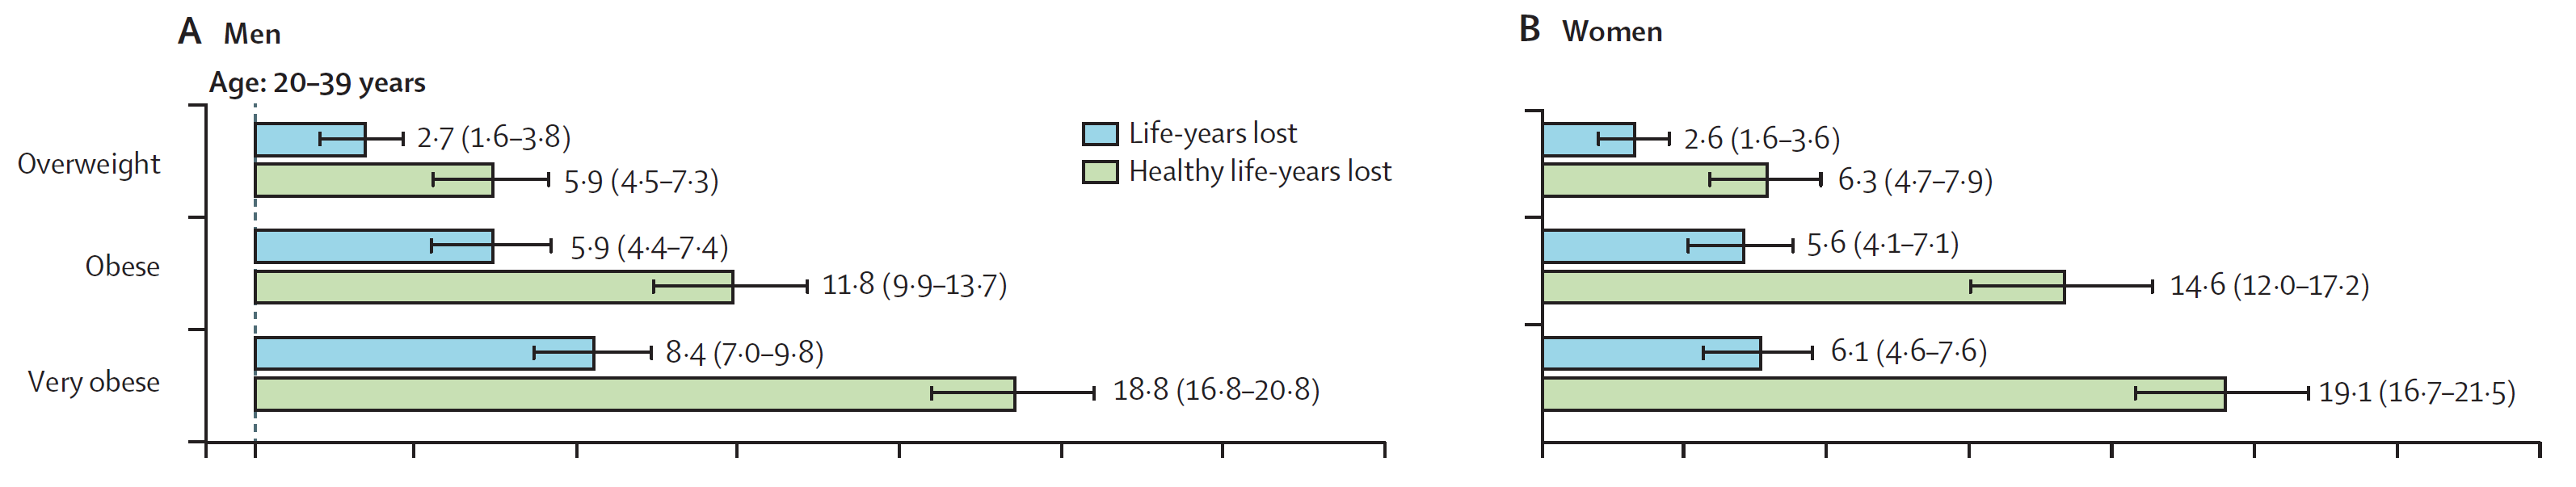 A Men
Age: 20–39 years
Overweight
2·7 (1·6–3·8)
5·9 (4·5–7·3)
Obese
5·9 (4·4–7·4)
11·8 (9·9–13·7)
Very obese
8·4 (7·0–9·8)
18·8 (16·8–20·8)
Life-years lost
Healthy life-years lost
B Women
2·6 (1·6–3·6)
6·3 (4·7–7·9)
5·6 (4·1–7·1)
14·6 (12·0–17·2)
6·1 (4·6–7·6)
19·1 (16·7–21·5)